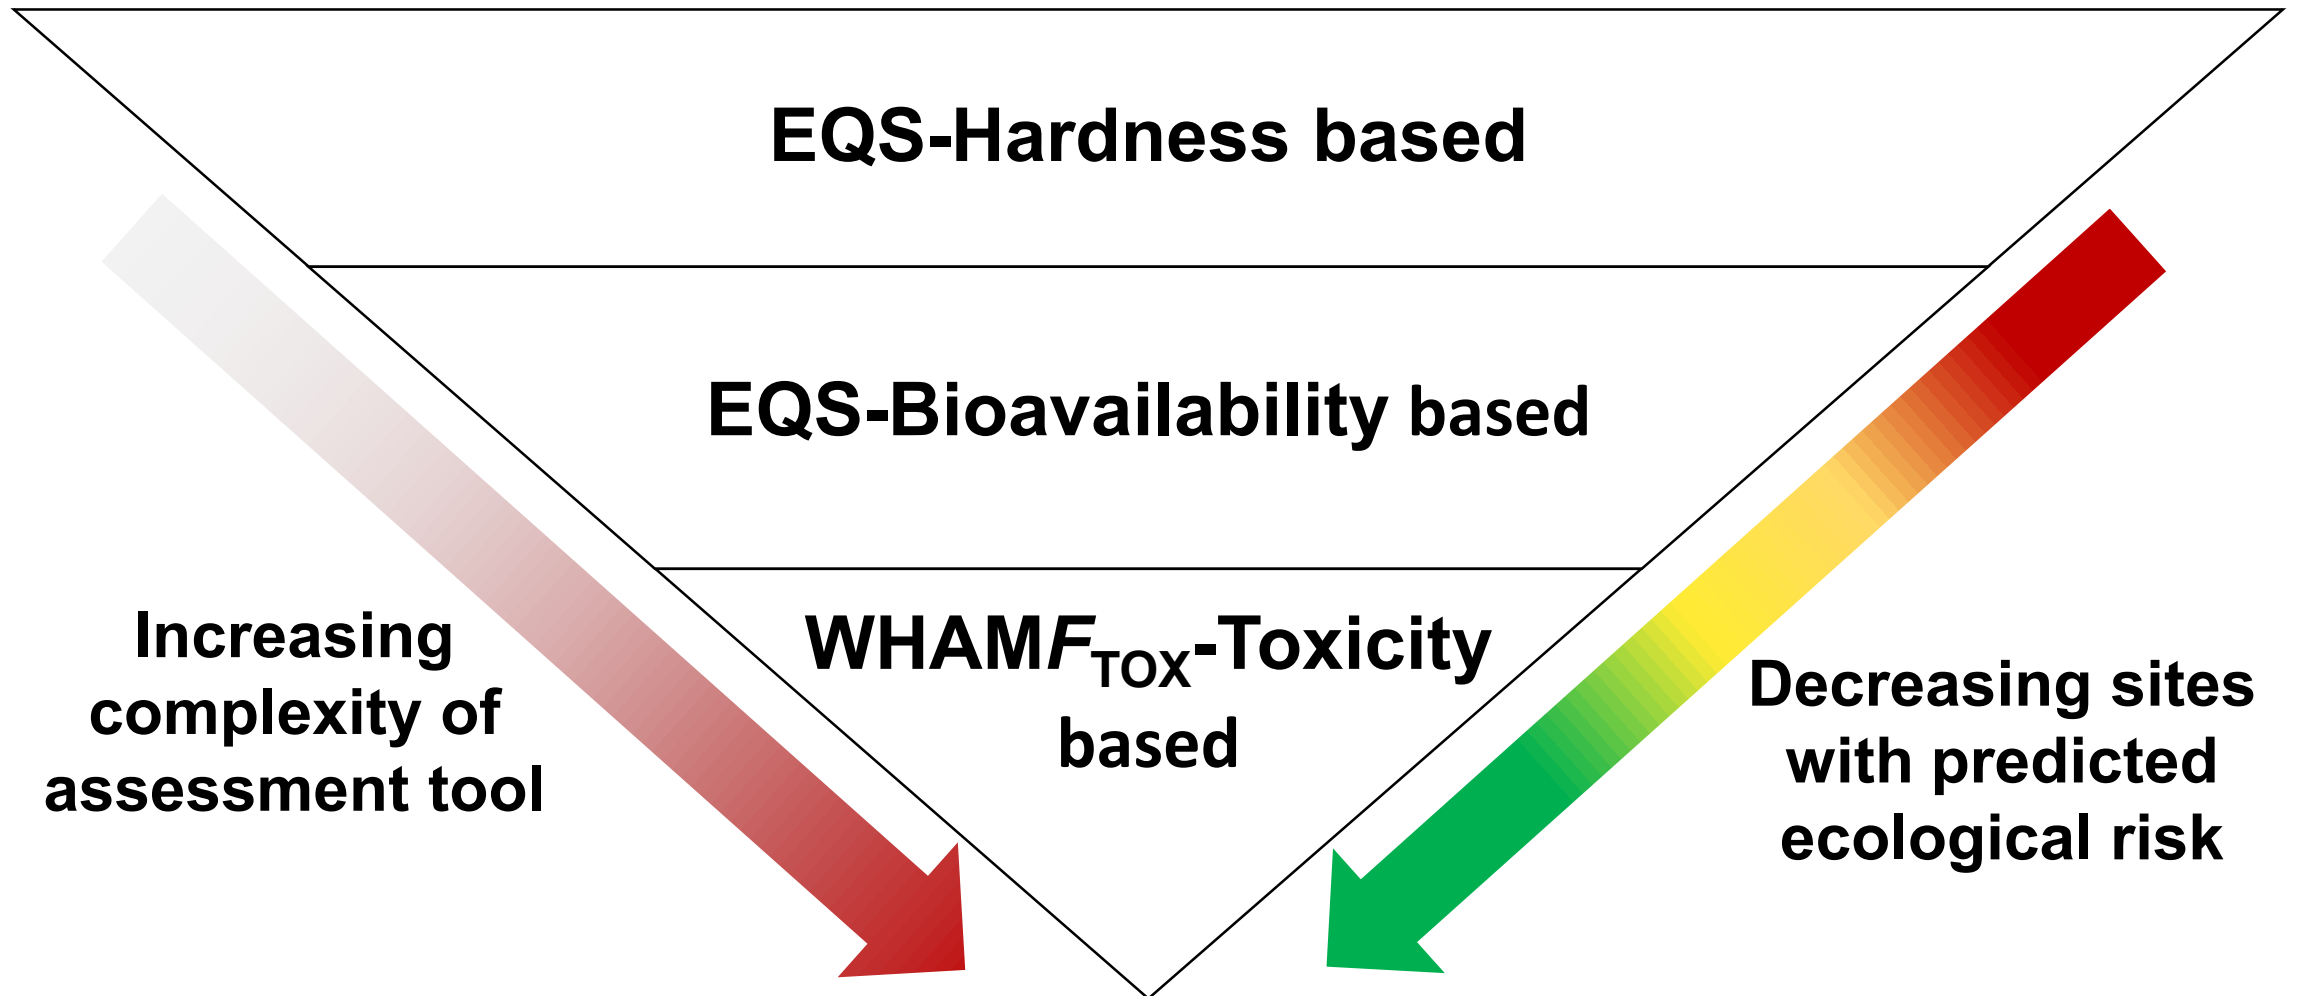 EQS-Hardness based
EQS-Bioavailability based
WHAMFTOX-Toxicity
based
Increasing
complexity of
assessment tool
Decreasing sites
with predicted
ecological risk